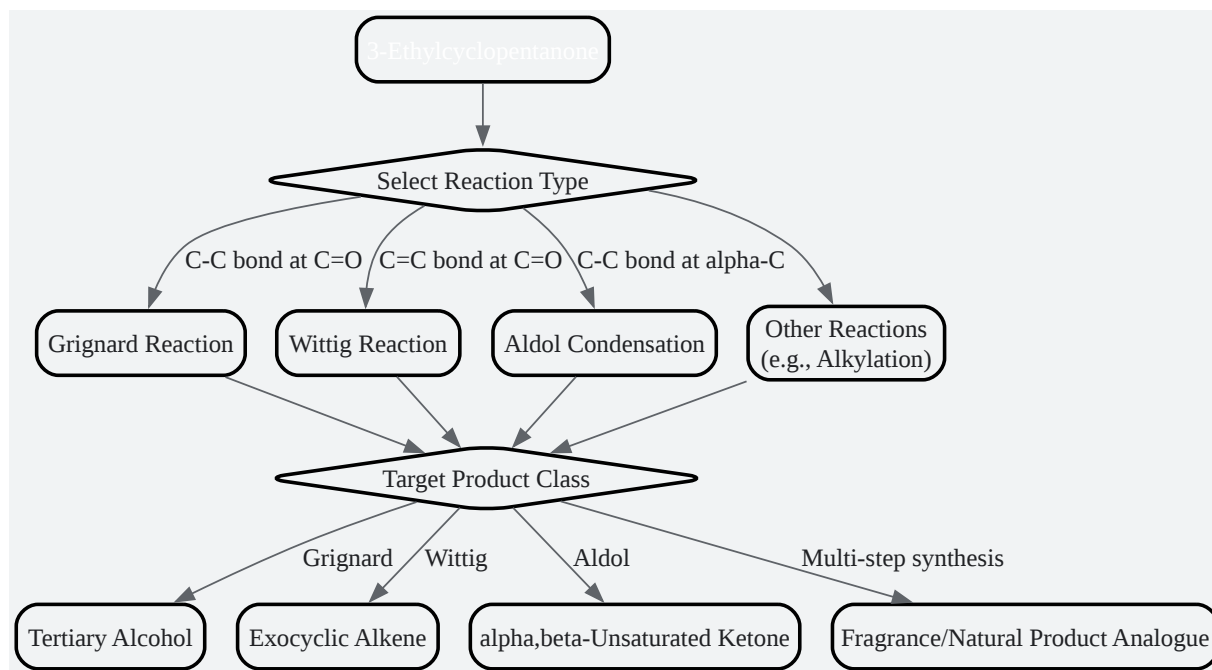 3-Ethylcyclopentanone
Select Reaction Type
C-C bond at C=O
C=C bond at C=O
C-C bond at alpha-C
Grignard Reaction
Wittig Reaction
Aldol Condensation
Other Reactions
(e.g., Alkylation)
Target Product Class
Grignard
Wittig
Aldol
Multi-step synthesis
Tertiary Alcohol
Exocyclic Alkene
alpha,beta-Unsaturated Ketone
Fragrance/Natural Product Analogue